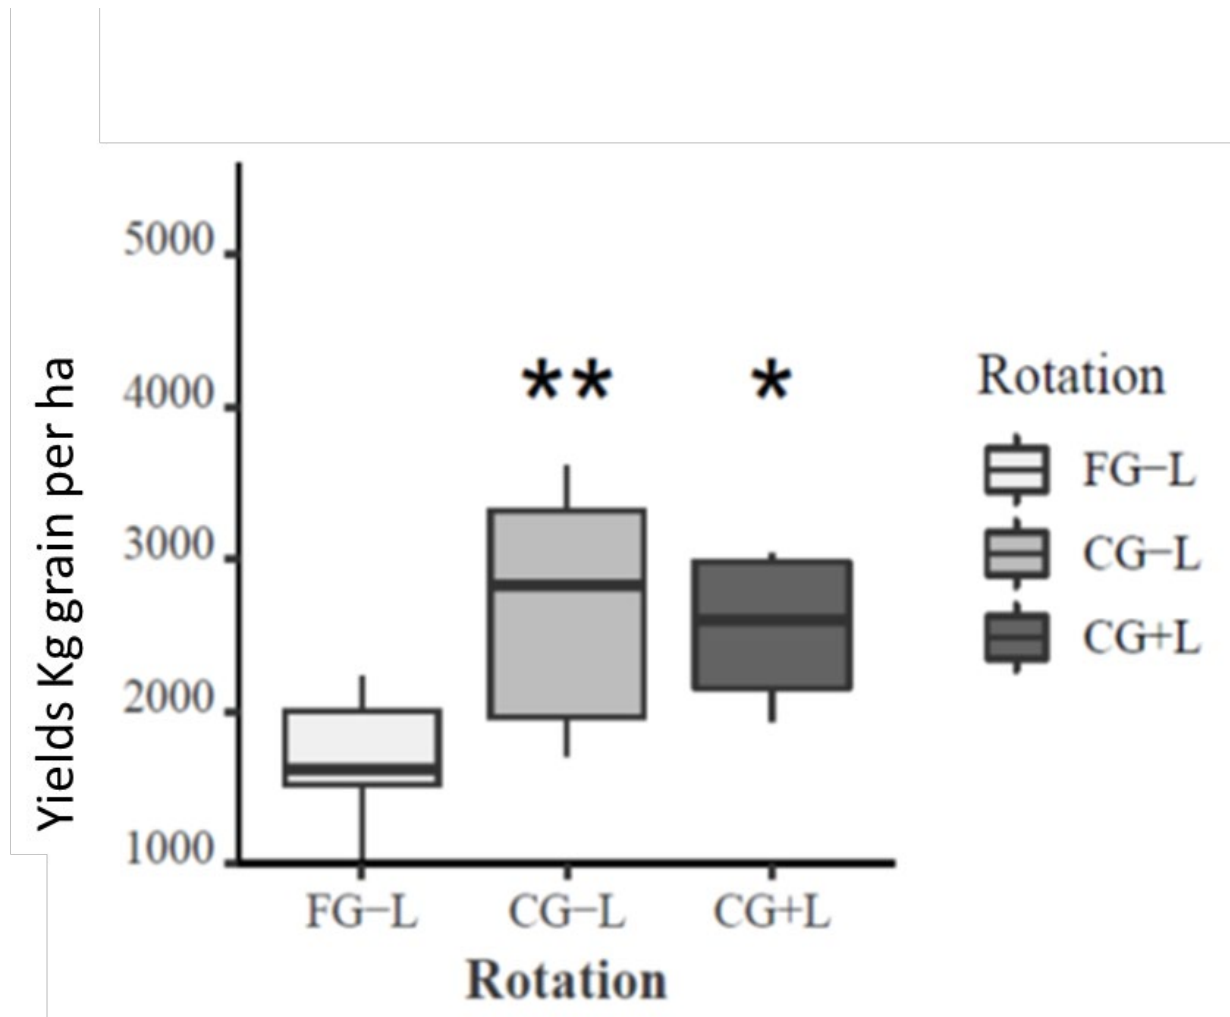 Yields Kg grain per ha
5000
4000
3000
2000
1000
**
*
FG−L
CG−L
CG+L
Rotation
Rotation
FG−L
CG−L
CG+L